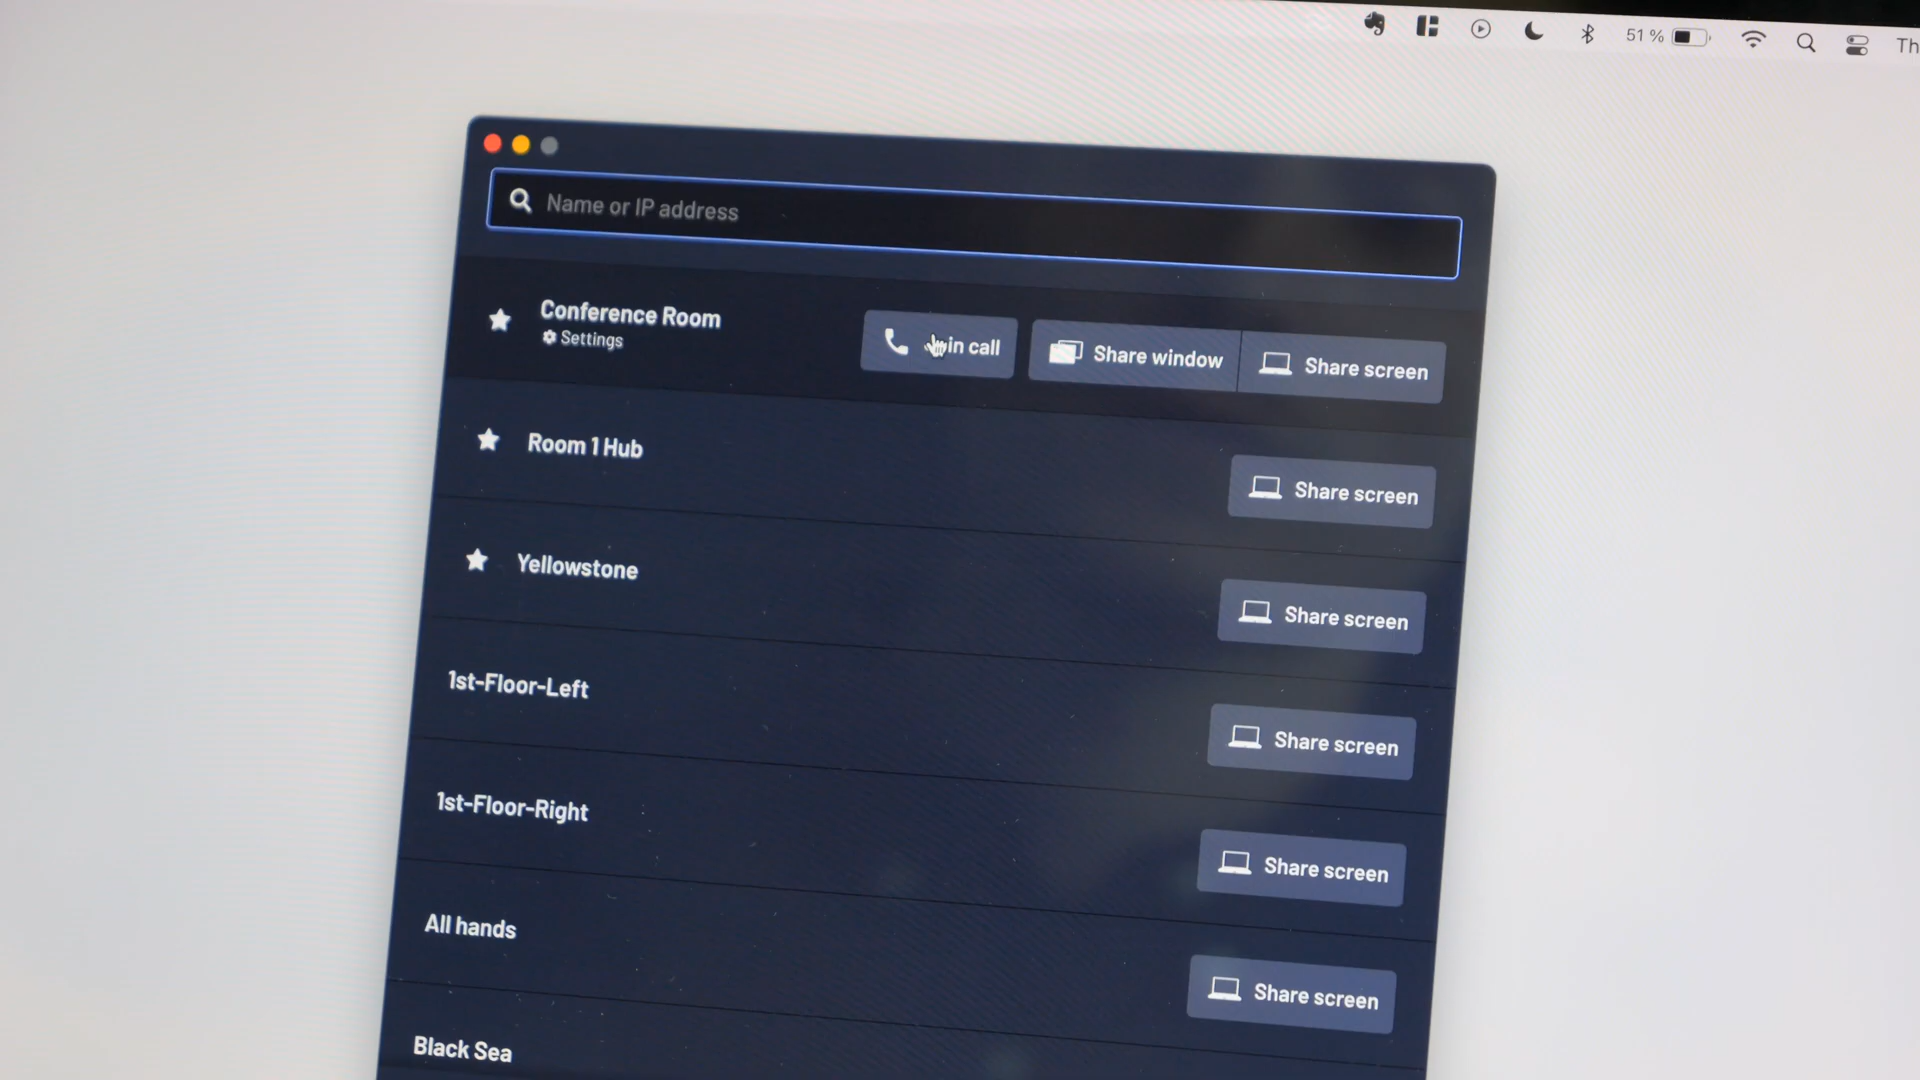 51 %
Th
Name or IP address
Conference Room
Settings
in call
Share window
Share screen
Room 1 Hub
Share screen
Yellowstone
Share screen
1st-Floor-Left
Share screen
1st-Floor-Right
Share screen
All hands
Share screen
Black Sea